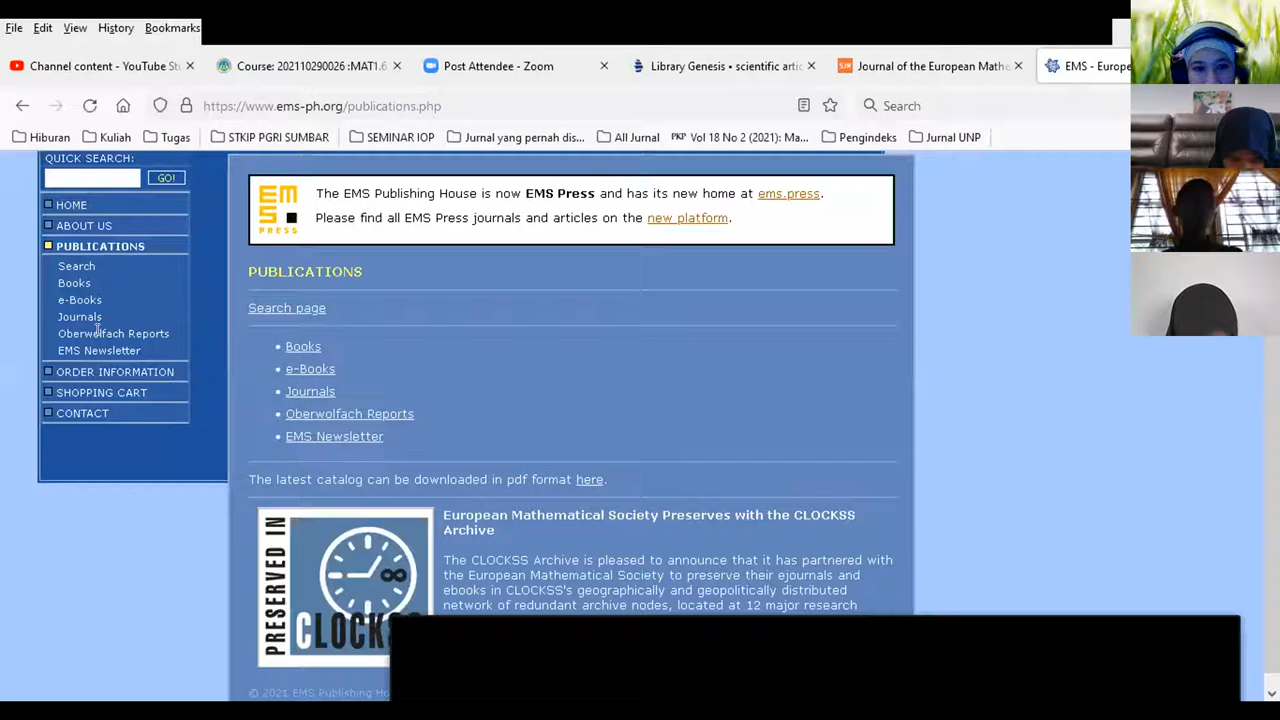 File Edit View History Bookmarks
Channel content - YouTube St
Course: 202110290026 :MAT1.6
Post Attendee - Zoom
Library Genesis • scientific arti
SJR
Journal of the European Mathe
EMS - Europe
https://www.ems-ph.org/publications.php
Search
Hiburan
Kuliah
Tugas
STKIP PGRI SUMBAR
SEMINAR IOP
Jurnal yang pernah dis...
All Jurnal
PKP Vol 18 No 2 (2021): Ma...
Pengindeks
Jurnal UNP
QUICK SEARCH:
GO!
HOME
ABOUT US
PUBLICATIONS
Search
Books
e-Books
Journals
Oberwolfach Reports
EMS Newsletter
ORDER INFORMATION
SHOPPING CART
CONTACT
EMS
PRESS
The EMS Publishing House is now EMS Press and has its new home at ems.press.
Please find all EMS Press journals and articles on the new platform.
PUBLICATIONS
Search page
• Books
• e-Books
• Journals
• Oberwolfach Reports
• EMS Newsletter
The latest catalog can be downloaded in pdf format here.
PRESERVED IN
CLOCKS
European Mathematical Society Preserves with the CLOCKSS
Archive
The CLOCKSS Archive is pleased to announce that it has partnered with
the European Mathematical Society to preserve their ejournals and
ebooks in CLOCKSS's geographically and geopolitically distributed
network of redundant archive nodes, located at 12 major research
© 2021 EMS Publishing Ho